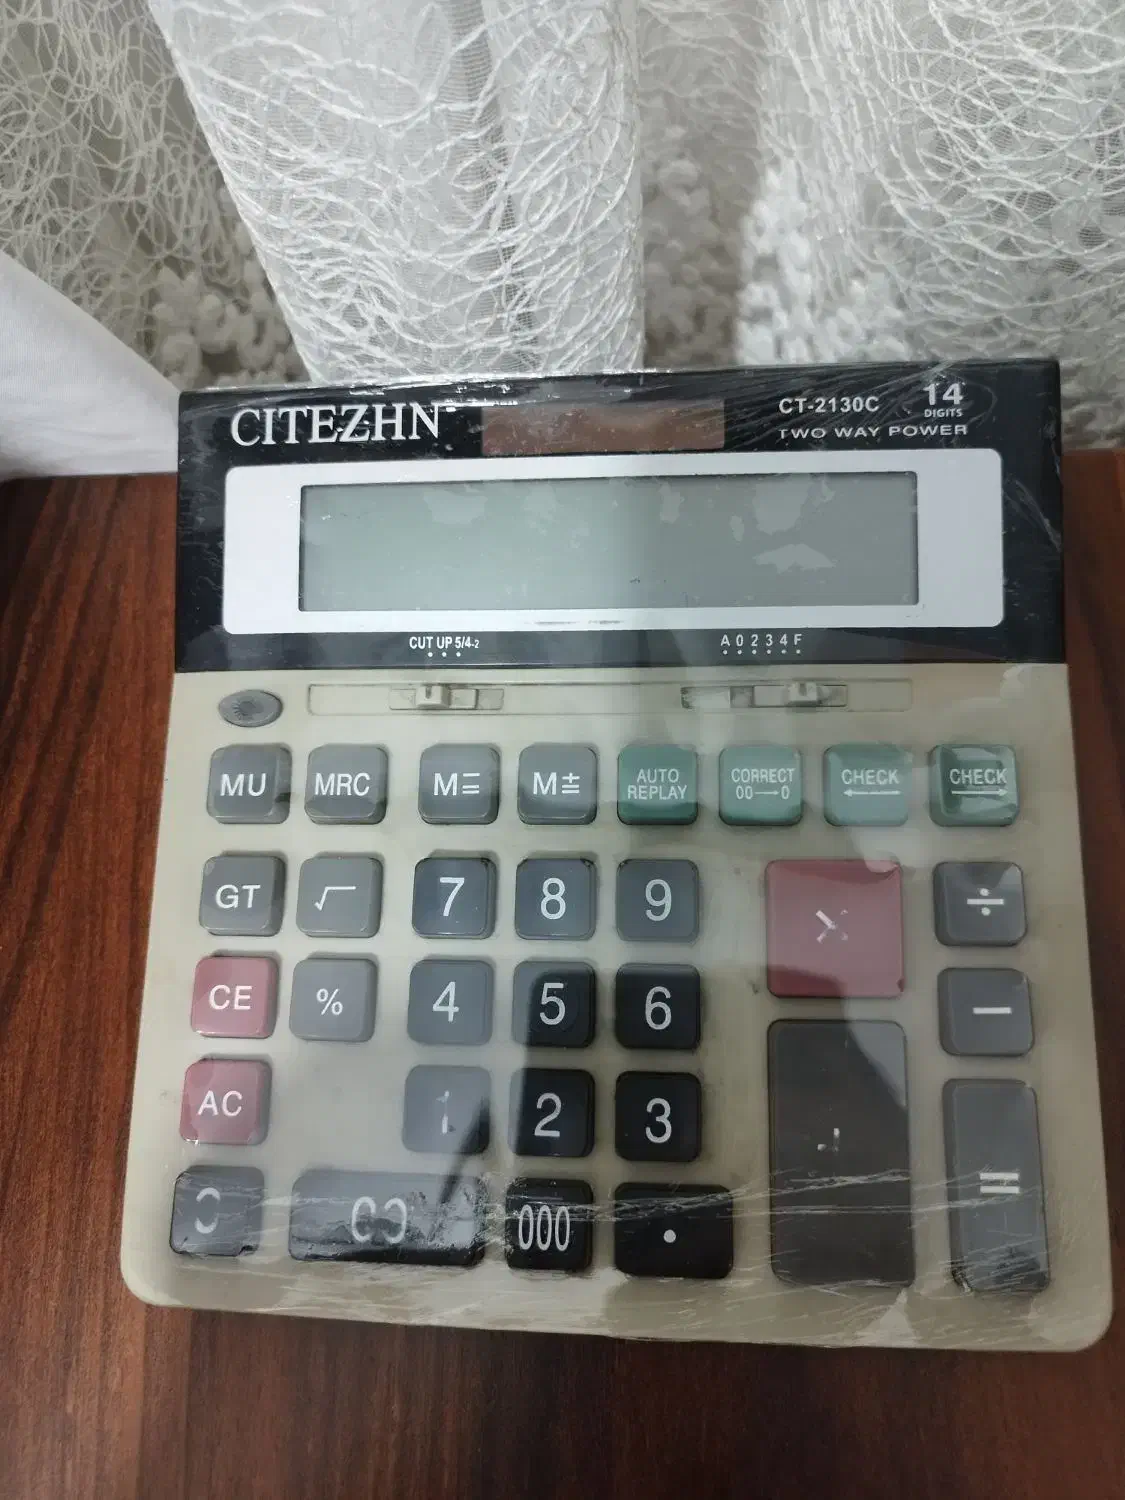 CITEZHN
CT-2130C
14
DIGITS
TWO WAY POWER
CUT UP 5/4-2
A 0 2 3 4 F
MU MRC M= M± AUTO REPLAY CORRECT 00→0 CHECK ← CHECK →
GT √ 7 8 9 × ÷
CE % 4 5 6 −
AC 1 2 3 =
000 .